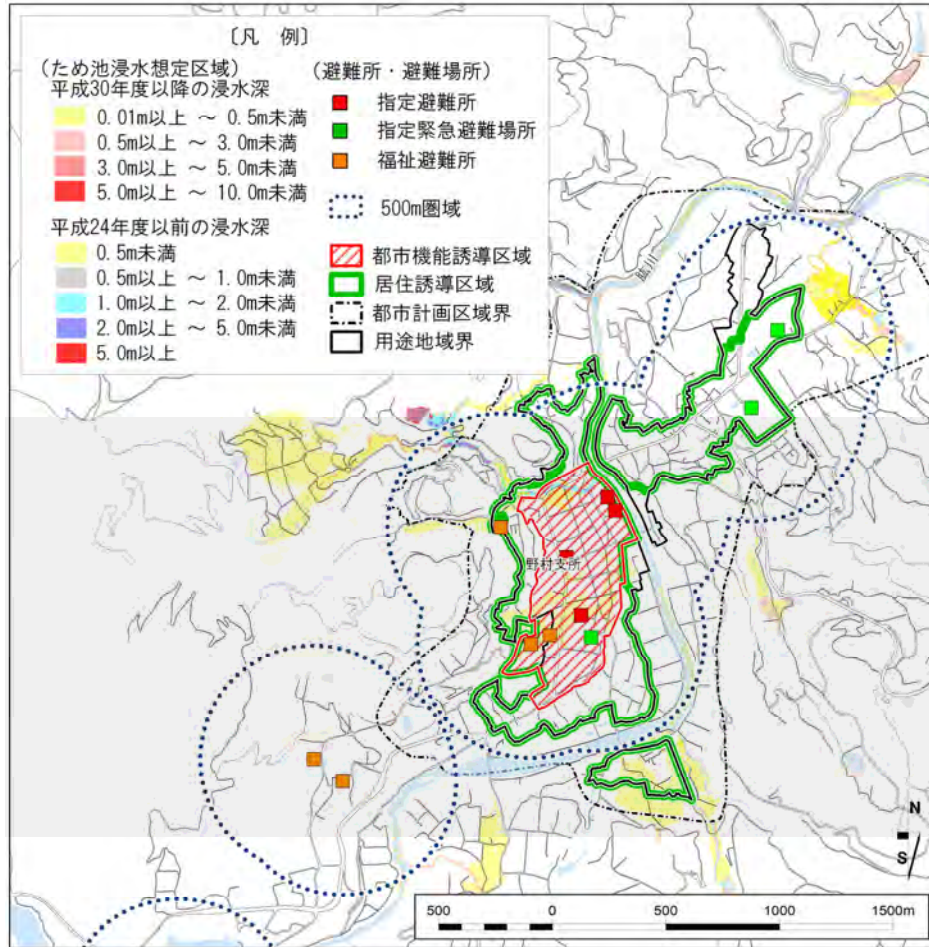 〔凡 例〕
(ため池浸水想定区域)
平成30年度以降の浸水深
0.01m以上 ～ 0.5m未満
0.5m以上 ～ 3.0m未満
3.0m以上 ～ 5.0m未満
5.0m以上 ～ 10.0m未満
平成24年度以前の浸水深
0.5m未満
0.5m以上 ～ 1.0m未満
1.0m以上 ～ 2.0m未満
2.0m以上 ～ 5.0m未満
5.0m以上
(避難所・避難場所)
指定避難所
指定緊急避難場所
福祉避難所
500m圏域
都市機能誘導区域
居住誘導区域
都市計画区域界
用途地域界
野村支所
N
S
500 0 500 1000 1500m